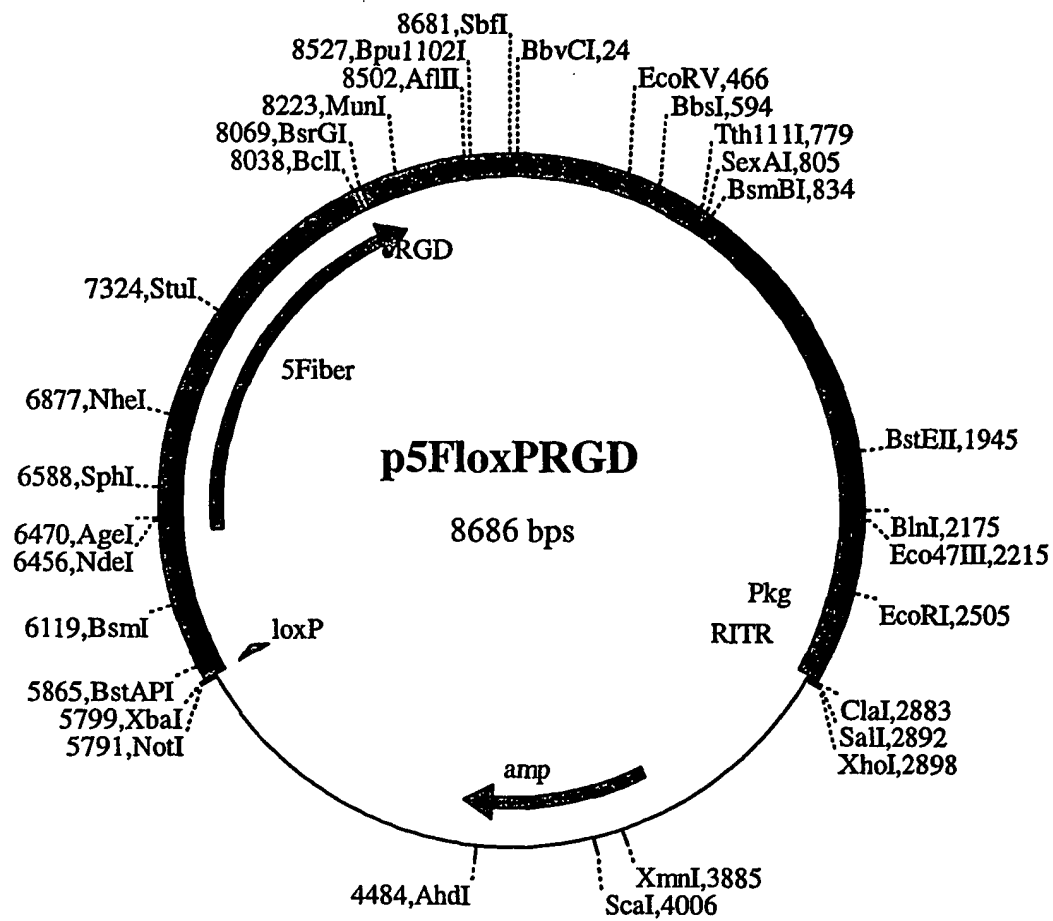 8681,SbfI
BbvCI,24
8527,Bpu1102I
EcoRV,466
8502,AflII
BbsI,594
8223,MunI
Tth111I,779
8069,BsrGI
SexAI,805
8038,BclI
BsmBI,834
RGD
7324,StuI
5Fiber
6877,NheI
BstEII,1945
p5FloxPRGD
6588,SphI
8686 bps
6470,AgeI
BlnI,2175
6456,NdeI
Eco47III,2215
Pkg
EcoRI,2505
6119,BsmI
loxP
RITR
5865,BstAPI
5799,XbaI
5791,NotI
ClaI,2883
SalI,2892
XhoI,2898
amp
4484,AhdI
XmnI,3885
ScaI,4006